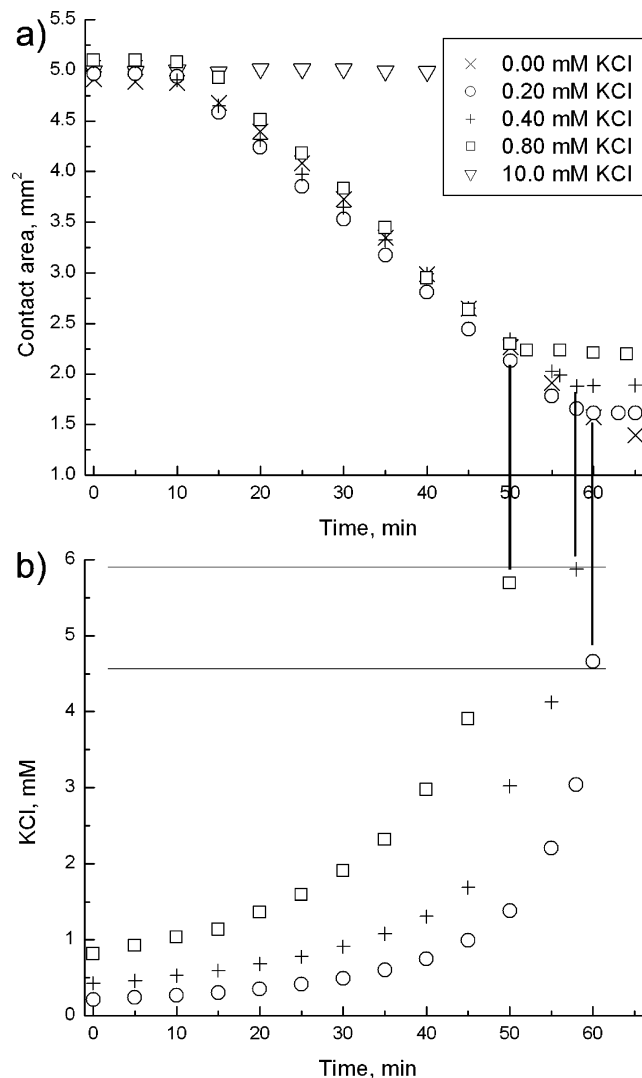 a)
5.5
5.0
4.5
4.0
3.5
3.0
2.5
2.0
1.5
1.0
Contact area, mm²
0.00 mM KCl
0.20 mM KCl
0.40 mM KCl
0.80 mM KCl
10.0 mM KCl
0 10 20 30 40 50 60
Time, min
b)
6
5
4
3
2
1
0
KCl, mM
0 10 20 30 40 50 60
Time, min